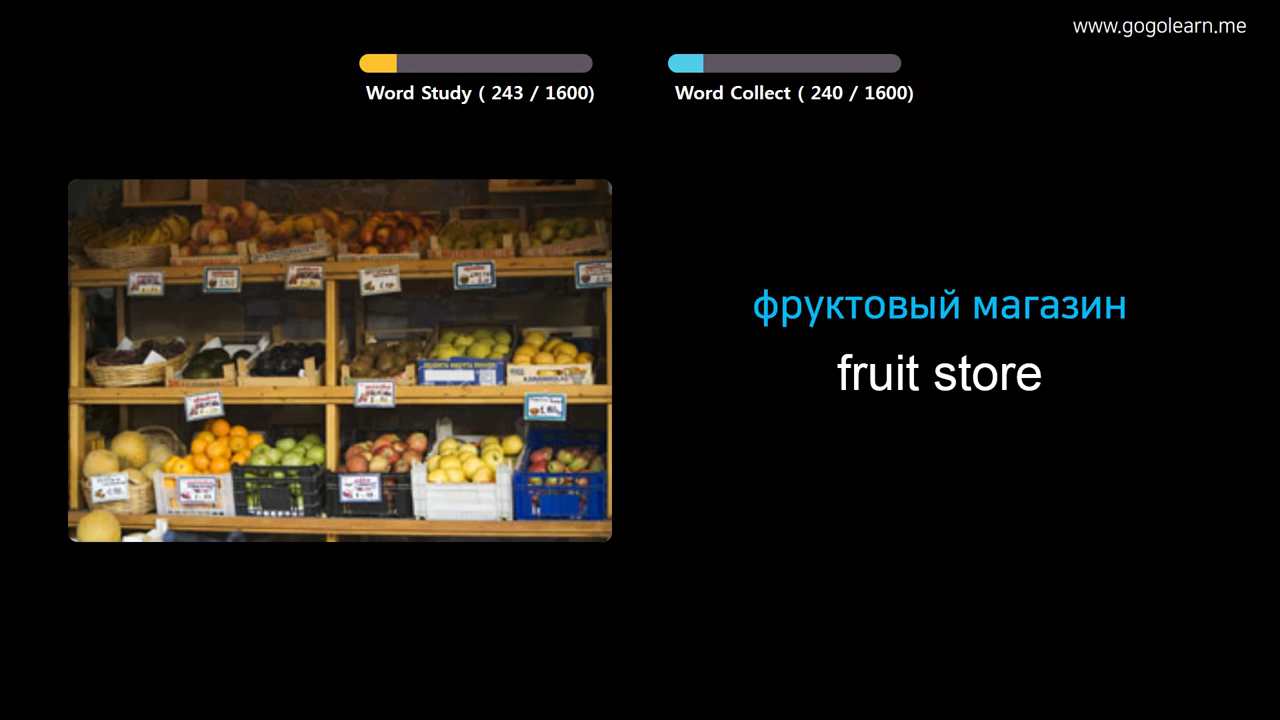 www.gogolearn.me
Word Study ( 243 / 1600)
Word Collect ( 240 / 1600)
фруктовый магазин
fruit store